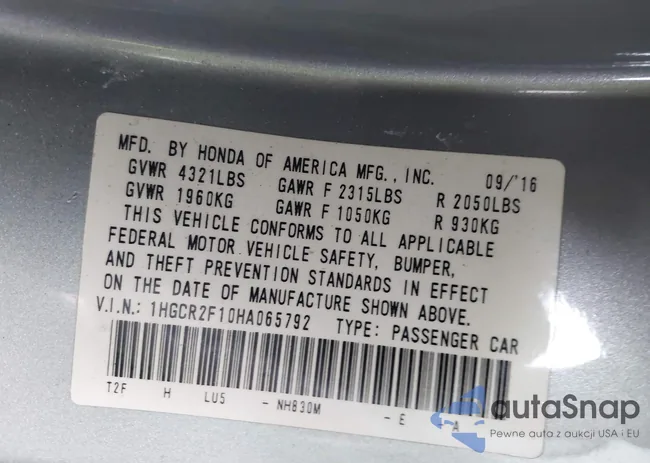 MFD. BY HONDA OF AMERICA MFG., INC. 09/'16
GVWR 4321LBS GAWR F 2315LBS R 2050LBS
GVWR 1960KG GAWR F 1050KG R 930KG
THIS VEHICLE CONFORMS TO ALL APPLICABLE
FEDERAL MOTOR VEHICLE SAFETY, BUMPER,
AND THEFT PREVENTION STANDARDS IN EFFECT
ON THE DATE OF MANUFACTURE SHOWN ABOVE.
V.I.N.: 1HGCR2F10HA065792 TYPE: PASSENGER CAR
T2F H LU5 - NH830M - E A
autaSnap
Pewne auta z aukcji USA i EU